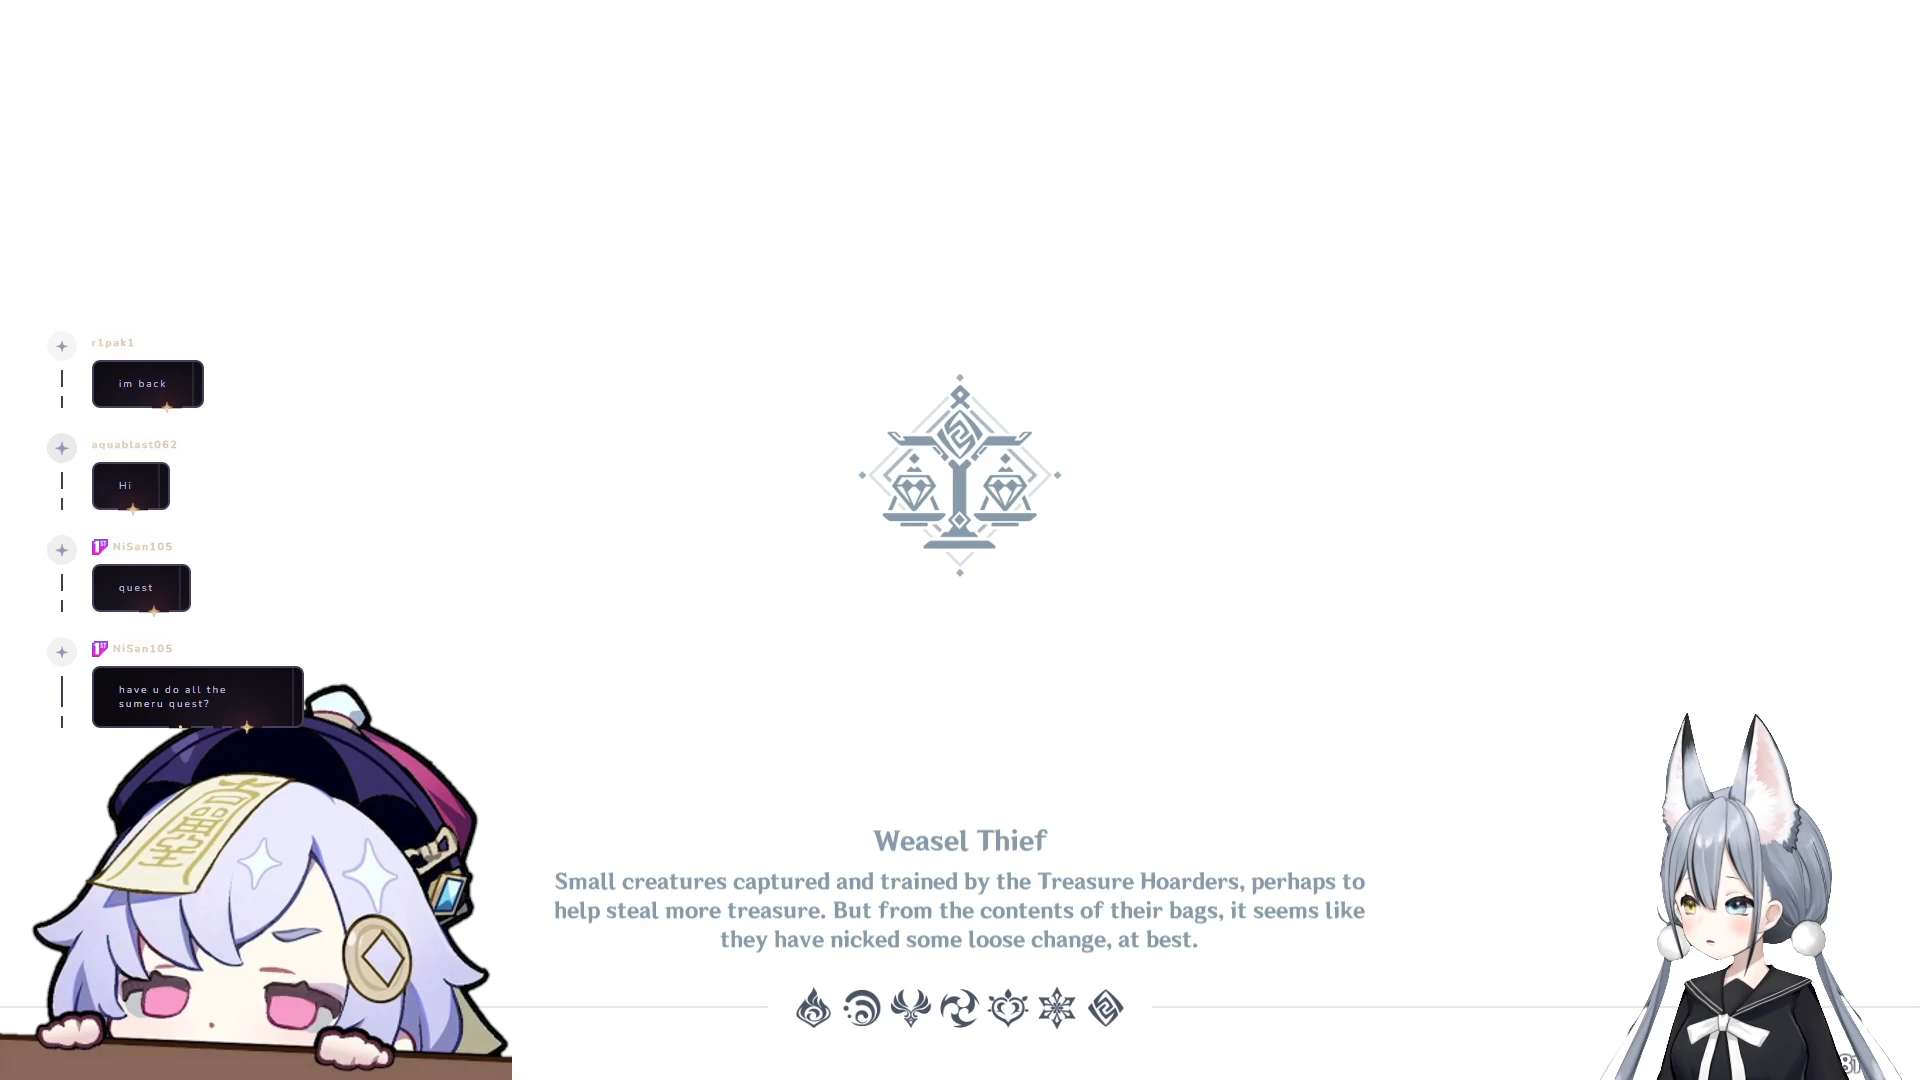 r1pak1
im back
aquablast062
Hi
NiSan105
quest
NiSan105
have u do all the
sumeru quest?
Weasel Thief
Small creatures captured and trained by the Treasure Hoarders, perhaps to
help steal more treasure. But from the contents of their bags, it seems like
they have nicked some loose change, at best.